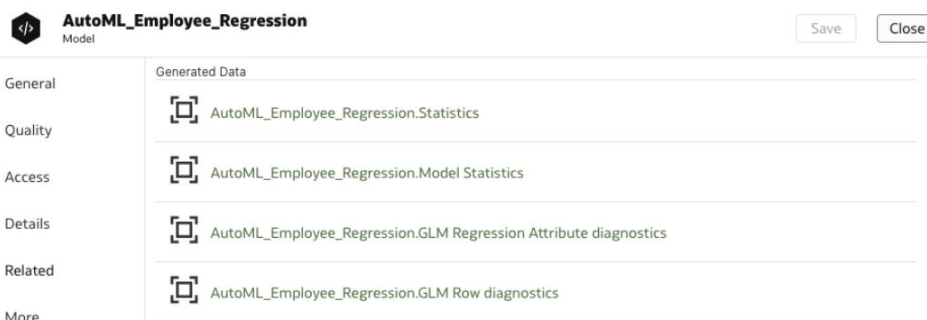 AutoML_Employee_Regression
Model
Save
Close
General
Quality
Access
Details
Related
More
Generated Data
AutoML_Employee_Regression.Statistics
AutoML_Employee_Regression.Model Statistics
AutoML_Employee_Regression.GLM Regression Attribute diagnostics
AutoML_Employee_Regression.GLM Row diagnostics